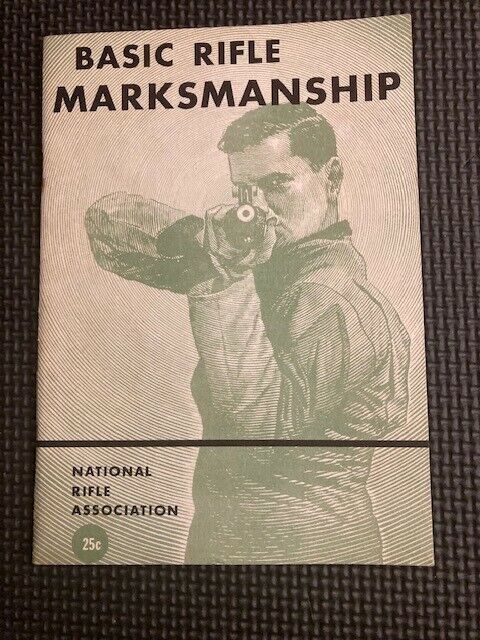 BASIC RIFLE
MARKSMANSHIP
NATIONAL
RIFLE
ASSOCIATION
25c